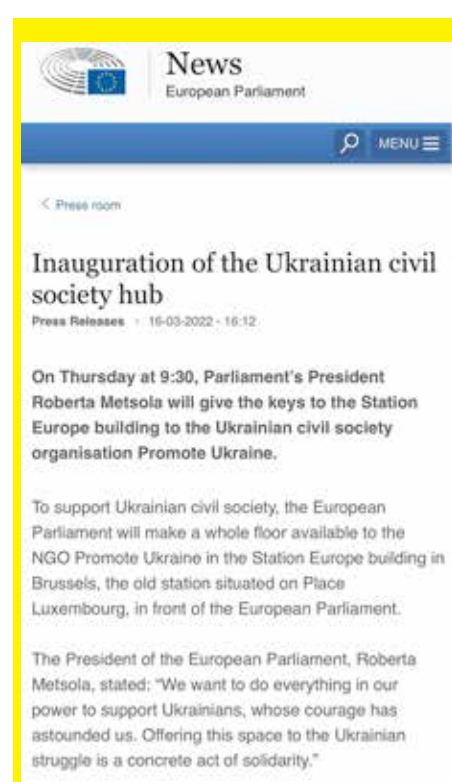 News
European Parliament
MENU
Press room
Inauguration of the Ukrainian civil
society hub
Press Releases 16-03-2022 - 16:12
On Thursday at 9:30, Parliament's President
Roberta Metsola will give the keys to the Station
Europe building to the Ukrainian civil society
organisation Promote Ukraine.
To support Ukrainian civil society, the European
Parliament will make a whole floor available to the
NGO Promote Ukraine in the Station Europe building in
Brussels, the old station situated on Place
Luxembourg, in front of the European Parliament.
The President of the European Parliament, Roberta
Metsola, stated: “We want to do everything in our
power to support Ukrainians, whose courage has
astounded us. Offering this space to the Ukrainian
struggle is a concrete act of solidarity.”